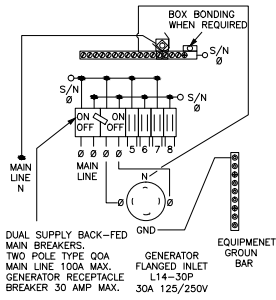 BOX BONDING
WHEN REQUIRED
S/N
Ø
S/N
Ø
S/N
Ø
ON
OFF
ON
OFF
5 6 7 8
Ø Ø Ø Ø
MAIN
LINE
N
MAIN
LINE
N
Ø
Ø
GND
DUAL SUPPLY BACK-FED
MAIN BREAKERS.
TWO POLE TYPE QOA
MAIN LINE 100A MAX.
GENERATOR RECEPTACLE
BREAKER 30 AMP MAX.
GENERATOR
FLANGED INLET
L14-30P
30A 125/250V
EQUIPMENET
GROUN
BAR